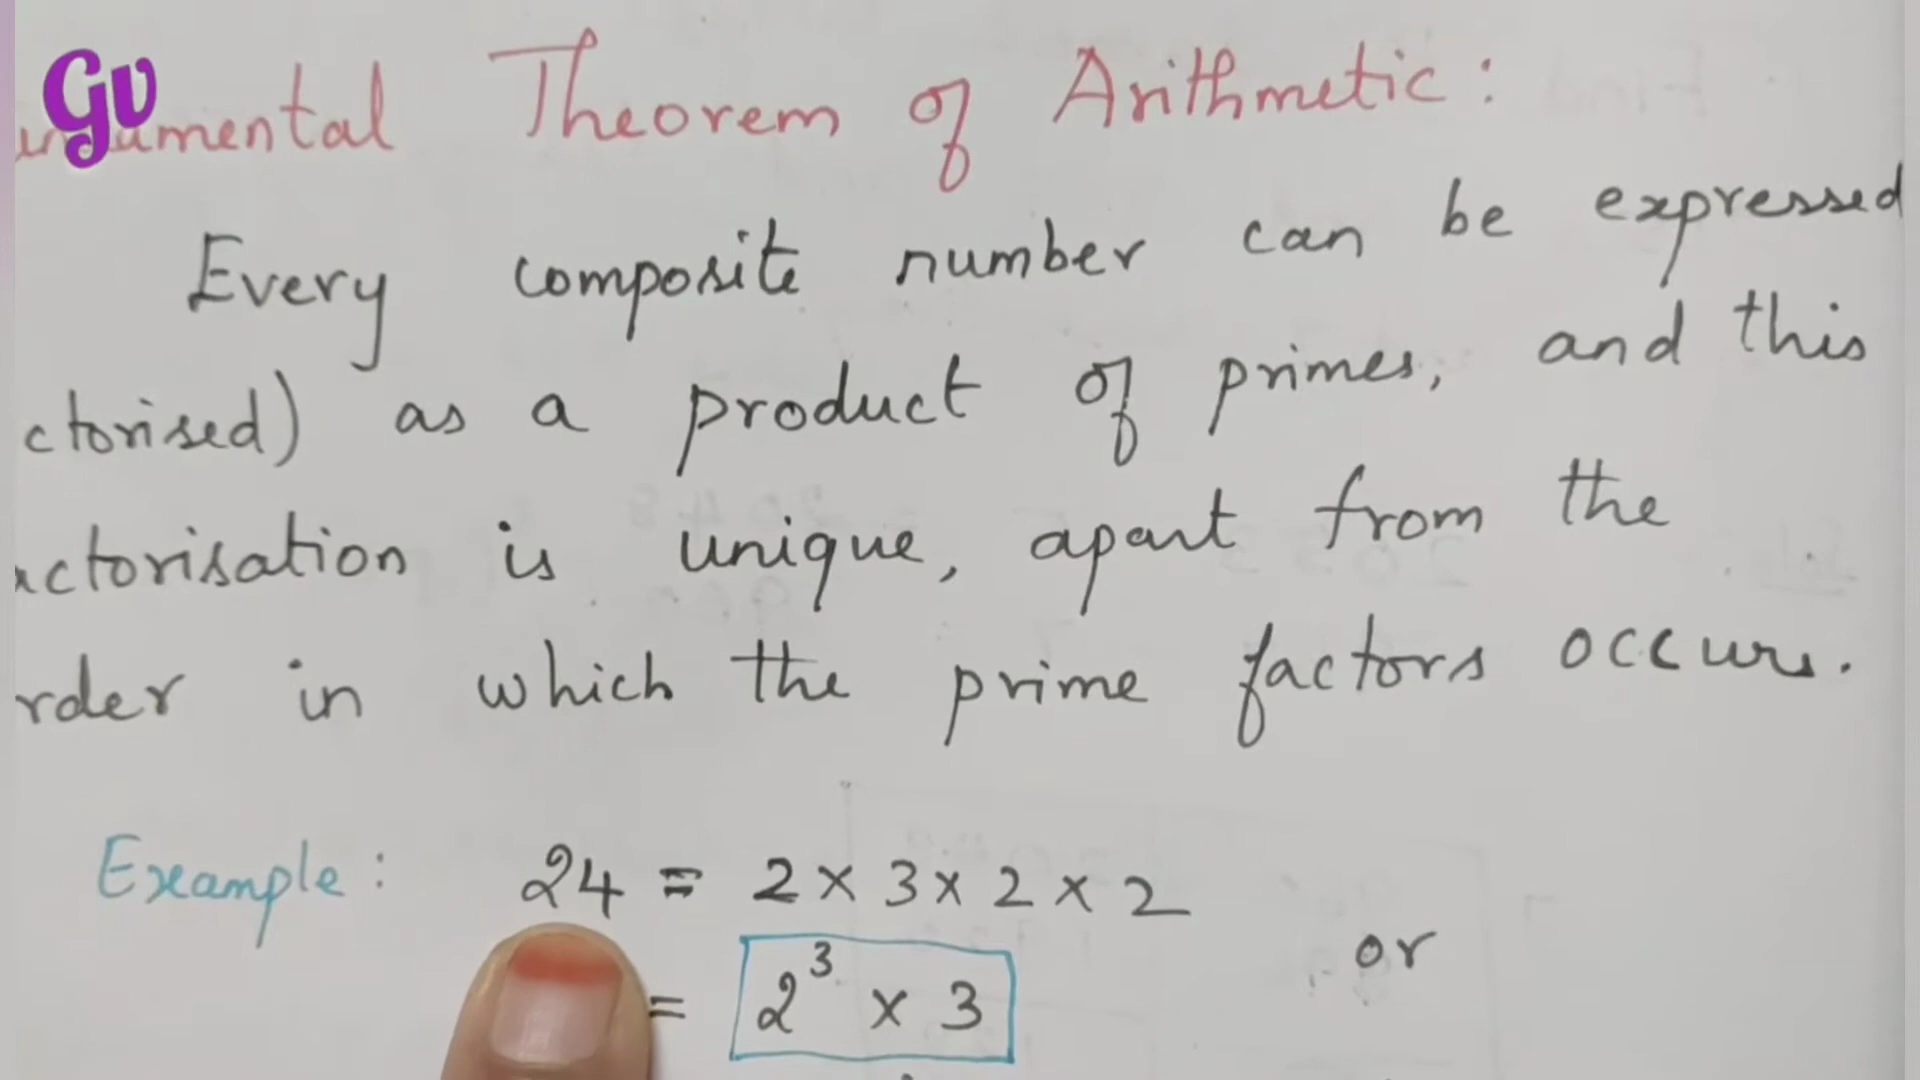 GV
Theorem of Arithmetic:
Every composite number can be expressed
ctorised) as a product of primes, and this
ctorisation is unique, apart from the
rder in which the prime factors occurs.
Example: 24 = 2 × 3 × 2 × 2
or
= 2³ × 3